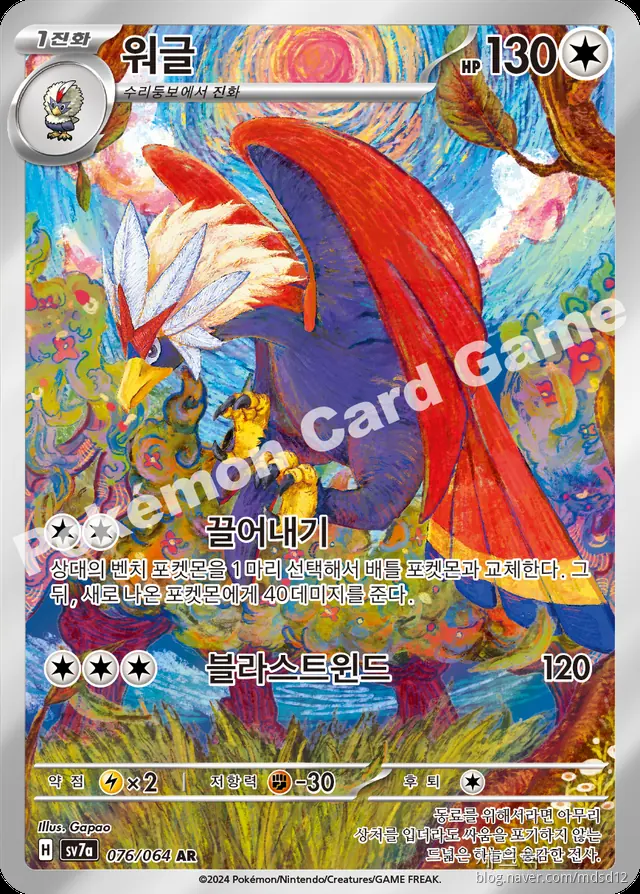 1진화
워글
HP 130
수리둥보에서 진화
Pokémon Card Game
끌어내기
상대의 벤치 포켓몬을 1마리 선택해서 배틀 포켓몬과 교체한다. 그
뒤, 새로 나온 포켓몬에게 40데미지를 준다.
블라스트윈드 120
약점 ×2 저항력 -30 후퇴
Illus. Gapao
H sv7a 076/064 AR
동료를 위해서라면 아무리
상처를 입더라도 싸움을 포기하지 않는
드넓은 하늘의 용감한 전사.
©2024 Pokémon/Nintendo/Creatures/GAME FREAK.
blog.naver.com/mdsd12